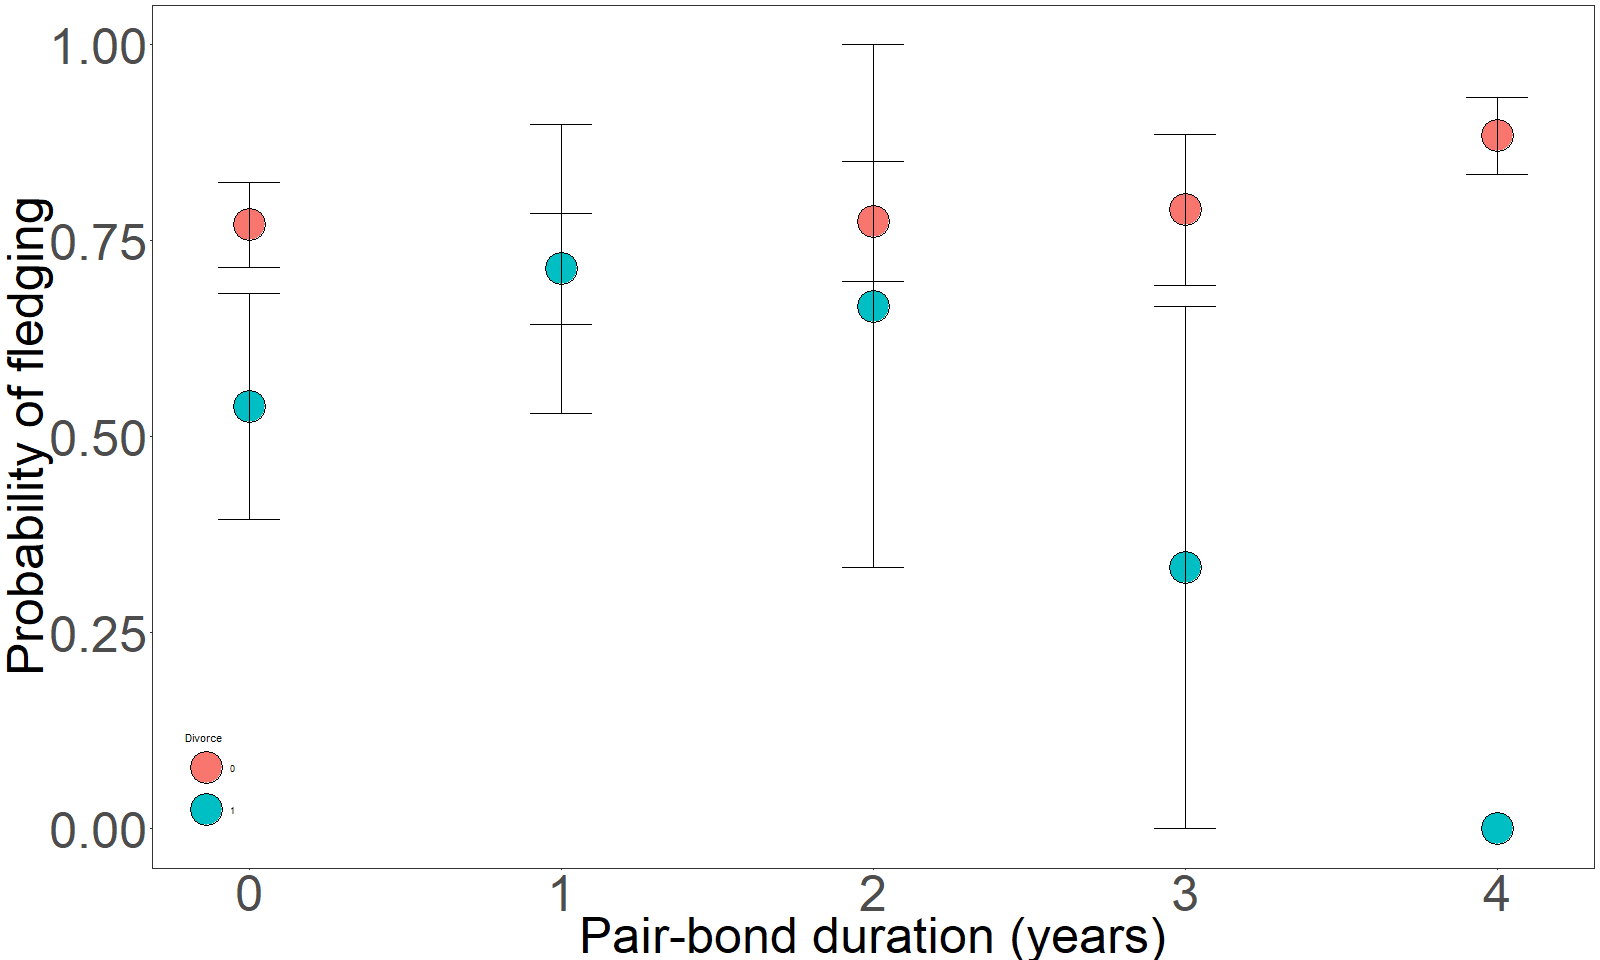 Probability of fledging
1.00
0.75
0.50
0.25
0.00
Divorce
0
1
0 1 2 3 4
Pair-bond duration (years)